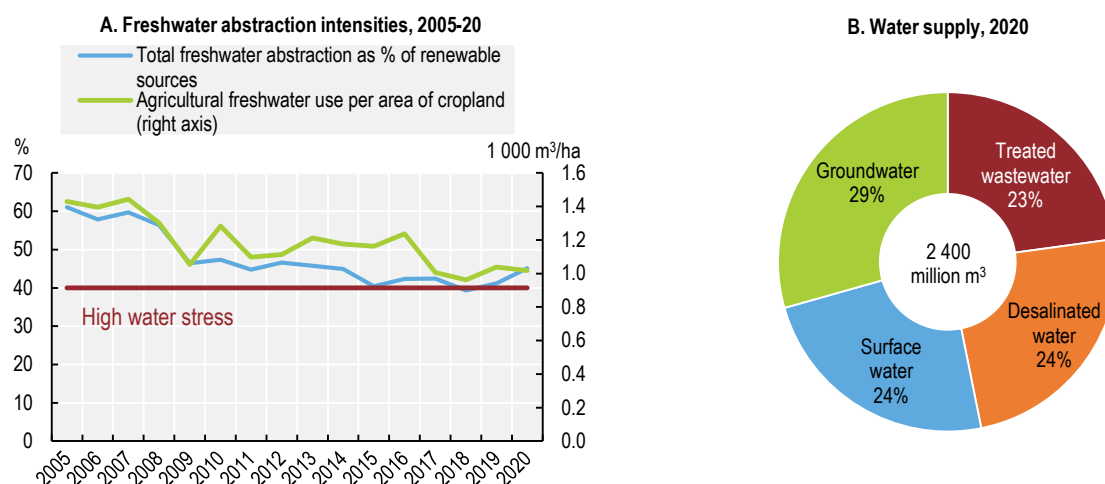 A. Freshwater abstraction intensities, 2005-20
Total freshwater abstraction as % of renewable
sources
Agricultural freshwater use per area of cropland
(right axis)
%
1 000 m³/ha
70
60
50
40
30
20
10
0
1.6
1.4
1.2
1.0
0.8
0.6
0.4
0.2
0.0
High water stress
2005
2006
2007
2008
2009
2010
2011
2012
2013
2014
2015
2016
2017
2018
2019
2020
B. Water supply, 2020
Treated
wastewater
23%
Desalinated
water
24%
Surface
water
24%
Groundwater
29%
2 400
million m³